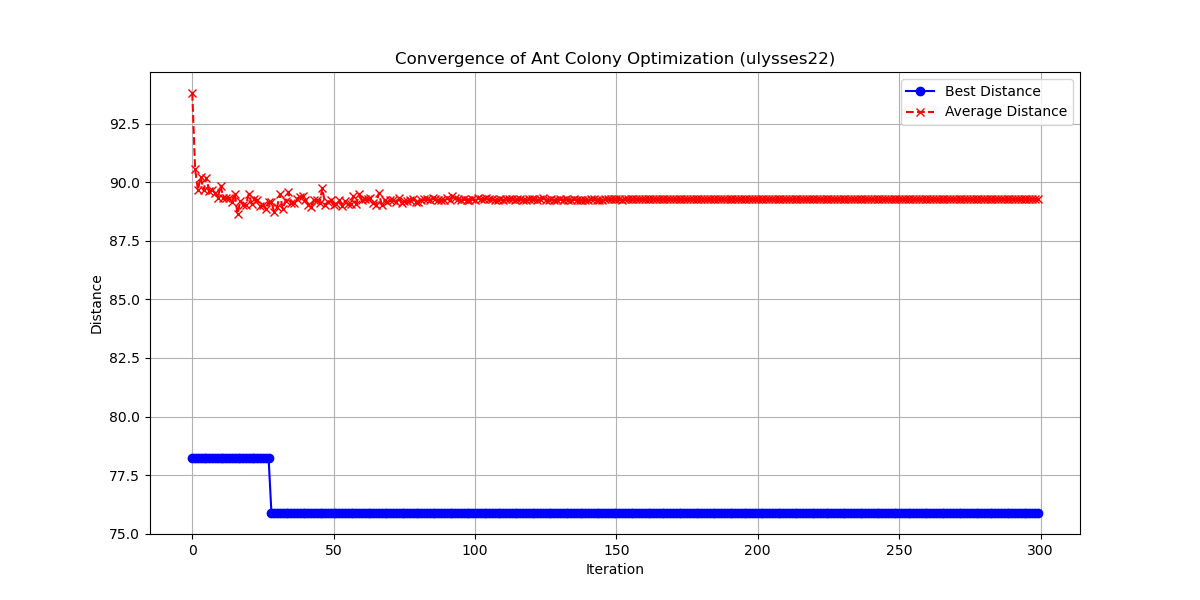 Convergence of Ant Colony Optimization (ulysses22)
Best Distance
Average Distance
92.5
90.0
87.5
85.0
82.5
80.0
77.5
75.0
Distance
0 50 100 150 200 250 300
Iteration